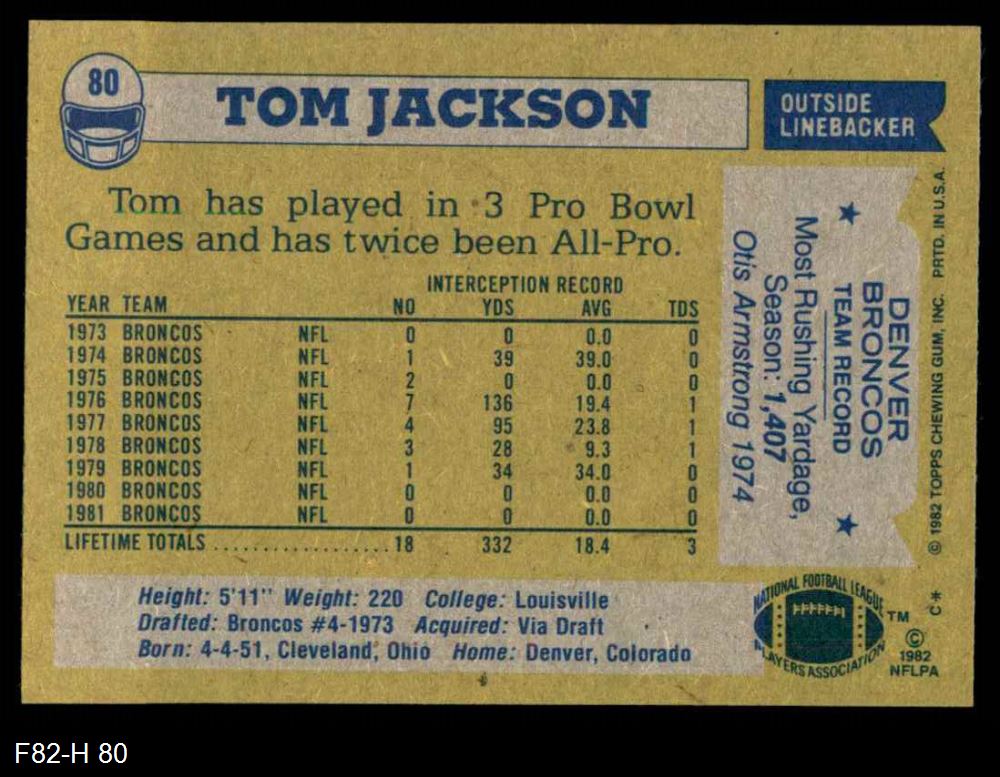 80
TOM JACKSON
OUTSIDE
LINEBACKER
Tom has played in 3 Pro Bowl
Games and has twice been All-Pro.
INTERCEPTION RECORD
YEAR TEAM NO YDS AVG TDS
1973 BRONCOS NFL 0 0 0.0 0
1974 BRONCOS NFL 1 39 39.0 0
1975 BRONCOS NFL 2 0 0.0 0
1976 BRONCOS NFL 7 136 19.4 1
1977 BRONCOS NFL 4 95 23.8 1
1978 BRONCOS NFL 3 28 9.3 1
1979 BRONCOS NFL 1 34 34.0 0
1980 BRONCOS NFL 0 0 0.0 0
1981 BRONCOS NFL 0 0 0.0 0
LIFETIME TOTALS ................ 18 332 18.4 3
DENVER
BRONCOS
TEAM RECORD
Most Rushing Yardage,
Season: 1,407
Otis Armstrong 1974
© 1982 TOPPS CHEWING GUM, INC. PRTD. IN U.S.A.
Height: 5'11" Weight: 220 College: Louisville
Drafted: Broncos #4-1973 Acquired: Via Draft
Born: 4-4-51, Cleveland, Ohio Home: Denver, Colorado
NATIONAL FOOTBALL LEAGUE
PLAYERS ASSOCIATION
TM
C*
©
1982
NFLPA
F82-H 80